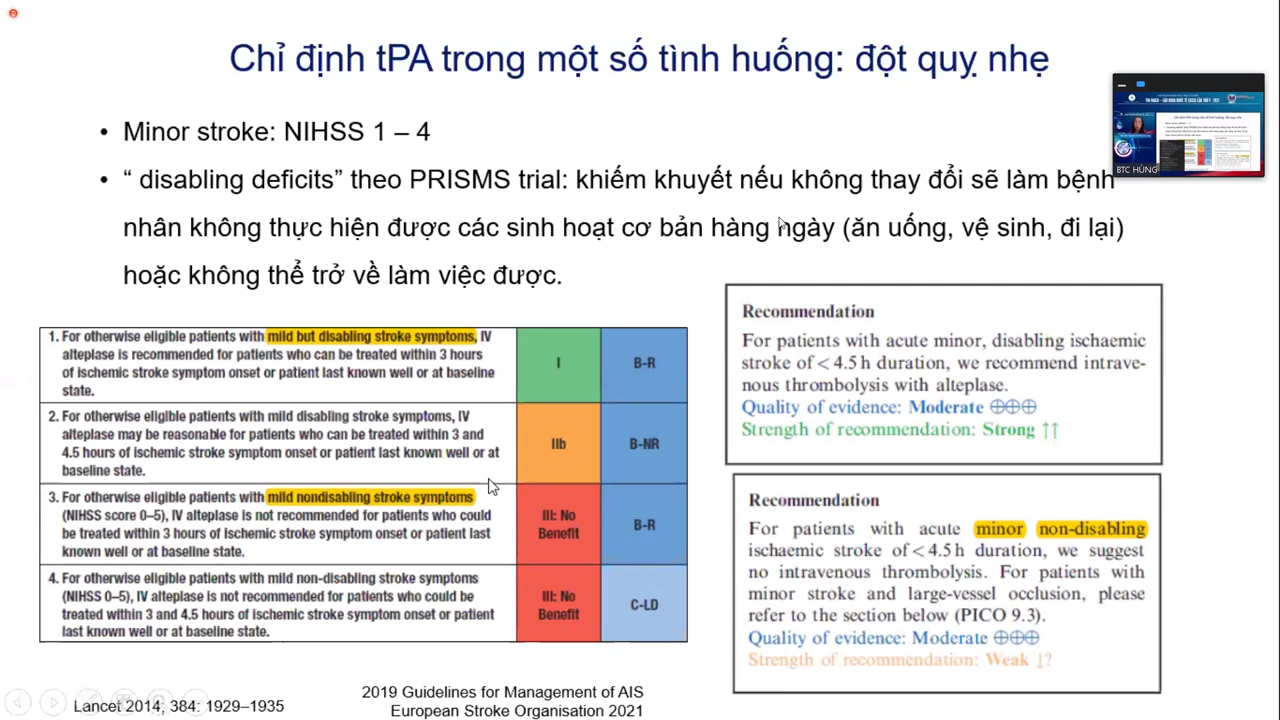 Chỉ định tPA trong một số tình huống: đột quỵ nhẹ
• Minor stroke: NIHSS 1 – 4
• “ disabling deficits” theo PRISMS trial: khiếm khuyết nếu không thay đổi sẽ làm bệnh
nhân không thực hiện được các sinh hoạt cơ bản hàng ngày (ăn uống, vệ sinh, đi lại)
hoặc không thể trở về làm việc được.
BTC HÙNG
1. For otherwise eligible patients with mild but disabling stroke symptoms, IV
alteplase is recommended for patients who can be treated within 3 hours
of ischemic stroke symptom onset or patient last known well or at baseline
state.
I
B-R
2. For otherwise eligible patients with mild disabling stroke symptoms, IV
alteplase may be reasonable for patients who can be treated within 3 and
4.5 hours of ischemic stroke symptom onset or patient last known well or at
baseline state.
IIb
B-NR
3. For otherwise eligible patients with mild nondisabling stroke symptoms
(NIHSS score 0–5), IV alteplase is not recommended for patients who could
be treated within 3 hours of ischemic stroke symptom onset or patient last
known well or at baseline state.
III: No
Benefit
B-R
4. For otherwise eligible patients with mild non-disabling stroke symptoms
(NIHSS 0–5), IV alteplase is not recommended for patients who could be
treated within 3 and 4.5 hours of ischemic stroke symptom onset or patient
last known well or at baseline state.
III: No
Benefit
C-LD
Recommendation
For patients with acute minor, disabling ischaemic
stroke of < 4.5 h duration, we recommend intrave-
nous thrombolysis with alteplase.
Quality of evidence: Moderate ⊕⊕⊕
Strength of recommendation: Strong ↑↑
Recommendation
For patients with acute minor non-disabling
ischaemic stroke of < 4.5 h duration, we suggest
no intravenous thrombolysis. For patients with
minor stroke and large-vessel occlusion, please
refer to the section below (PICO 9.3).
Quality of evidence: Moderate ⊕⊕⊕
Strength of recommendation: Weak ↓?
Lancet 2014; 384: 1929–1935
2019 Guidelines for Management of AIS
European Stroke Organisation 2021